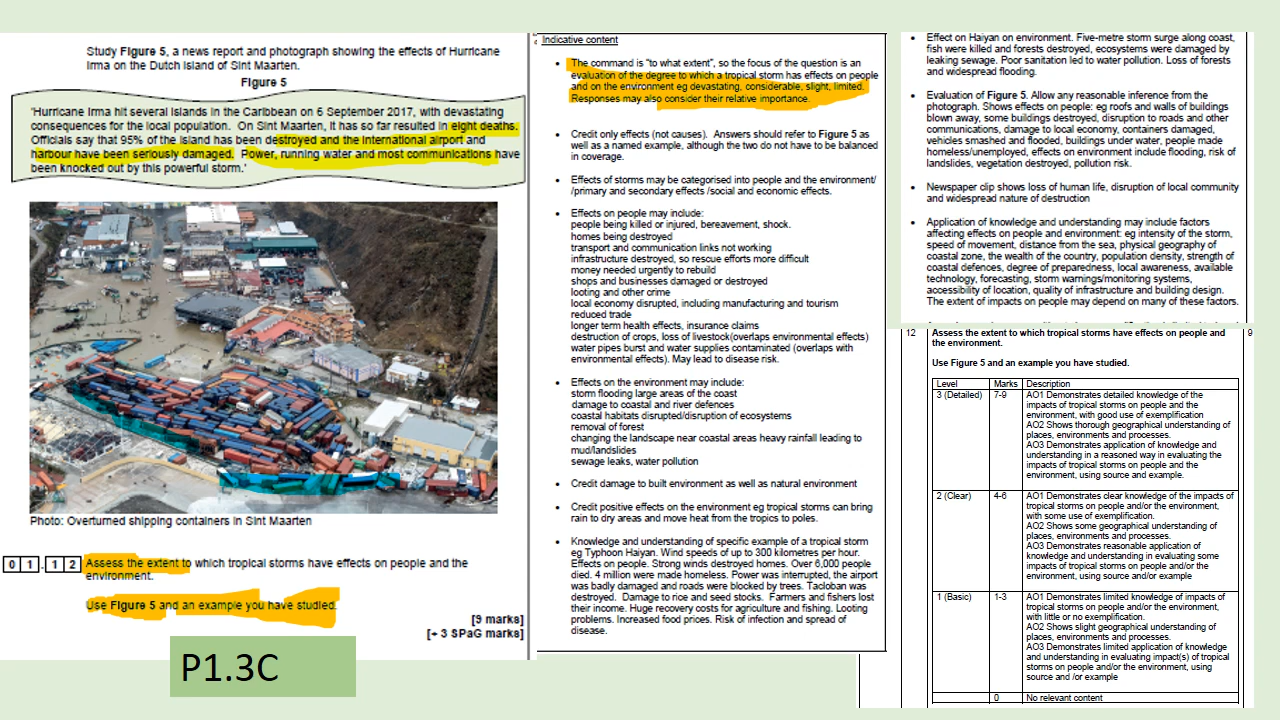 Study Figure 5, a news report and photograph showing the effects of Hurricane
Irma on the Dutch Island of Sint Maarten.
Figure 5
'Hurricane Irma hit several islands in the Caribbean on 6 September 2017, with devastating
consequences for the local population. On Sint Maarten, it has so far resulted in eight deaths.
Officials say that 95% of the island has been destroyed and the international airport and
harbour have been seriously damaged. Power, running water and most communications have
been knocked out by this powerful storm.'
Photo: Overturned shipping containers in Sint Maarten
0 1 . 1 2 Assess the extent to which tropical storms have effects on people and the
environment.
Use Figure 5 and an example you have studied.
[9 marks]
[+ 3 SPaG marks]
P1.3C
Indicative content
• The command is "to what extent", so the focus of the question is an
evaluation of the degree to which a tropical storm has effects on people
and on the environment eg devastating, considerable, slight, limited.
Responses may also consider their relative importance.
• Credit only effects (not causes). Answers should refer to Figure 5 as
well as a named example, although the two do not have to be balanced
in coverage.
• Effects of storms may be categorised into people and the environment/
/primary and secondary effects /social and economic effects.
• Effects on people may include:
people being killed or injured, bereavement, shock.
homes being destroyed
transport and communication links not working
infrastructure destroyed, so rescue efforts more difficult
money needed urgently to rebuild
shops and businesses damaged or destroyed
looting and other crime
local economy disrupted, including manufacturing and tourism
reduced trade
longer term health effects, insurance claims
destruction of crops, loss of livestock(overlaps environmental effects)
water pipes burst and water supplies contaminated (overlaps with
environmental effects). May lead to disease risk.
• Effects on the environment may include:
storm flooding large areas of the coast
damage to coastal and river defences
coastal habitats disrupted/disruption of ecosystems
removal of forest
changing the landscape near coastal areas heavy rainfall leading to
mud/landslides
sewage leaks, water pollution
• Credit damage to built environment as well as natural environment
• Credit positive effects on the environment eg tropical storms can bring
rain to dry areas and move heat from the tropics to poles.
• Knowledge and understanding of specific example of a tropical storm
eg Typhoon Haiyan. Wind speeds of up to 300 kilometres per hour.
Effects on people. Strong winds destroyed homes. Over 6,000 people
died. 4 million were made homeless. Power was interrupted, the airport
was badly damaged and roads were blocked by trees. Tacloban was
destroyed. Damage to rice and seed stocks. Farmers and fishers lost
their income. Huge recovery costs for agriculture and fishing. Looting
problems. Increased food prices. Risk of infection and spread of
disease.
• Effect on Haiyan on environment. Five-metre storm surge along coast,
fish were killed and forests destroyed, ecosystems were damaged by
leaking sewage. Poor sanitation led to water pollution. Loss of forests
and widespread flooding.
• Evaluation of Figure 5. Allow any reasonable inference from the
photograph. Shows effects on people: eg roofs and walls of buildings
blown away, some buildings destroyed, disruption to roads and other
communications, damage to local economy, containers damaged,
vehicles smashed and flooded, buildings under water, people made
homeless/unemployed, effects on environment include flooding, risk of
landslides, vegetation destroyed, pollution risk.
• Newspaper clip shows loss of human life, disruption of local community
and widespread nature of destruction
• Application of knowledge and understanding may include factors
affecting effects on people and environment: eg intensity of the storm,
speed of movement, distance from the sea, physical geography of
coastal zone, the wealth of the country, population density, strength of
coastal defences, degree of preparedness, local awareness, available
technology, forecasting, storm warnings/monitoring systems,
accessibility of location, quality of infrastructure and building design.
The extent of impacts on people may depend on many of these factors.
12 Assess the extent to which tropical storms have effects on people and 9
the environment.
Use Figure 5 and an example you have studied.
Level Marks Description
3 (Detailed) 7-9 AO1 Demonstrates detailed knowledge of the
impacts of tropical storms on people and the
environment, with good use of exemplification
AO2 Shows thorough geographical understanding of
places, environments and processes.
AO3 Demonstrates application of knowledge and
understanding in a reasoned way in evaluating the
impacts of tropical storms on people and the
environment, using source and example.
2 (Clear) 4-6 AO1 Demonstrates clear knowledge of the impacts of
tropical storms on people and/or the environment,
with some use of exemplification.
AO2 Shows some geographical understanding of
places, environments and processes.
AO3 Demonstrates reasonable application of
knowledge and understanding in evaluating some
impacts of tropical storms on people and/or the
environment, using source and/or example
1 (Basic) 1-3 AO1 Demonstrates limited knowledge of impacts of
tropical storms on people and/or the environment,
with little or no exemplification.
AO2 Shows slight geographical understanding of
places, environments and processes.
AO3 Demonstrates limited application of knowledge
and understanding in evaluating impact(s) of tropical
storms on people and/or the environment, using
source and /or example
0 No relevant content